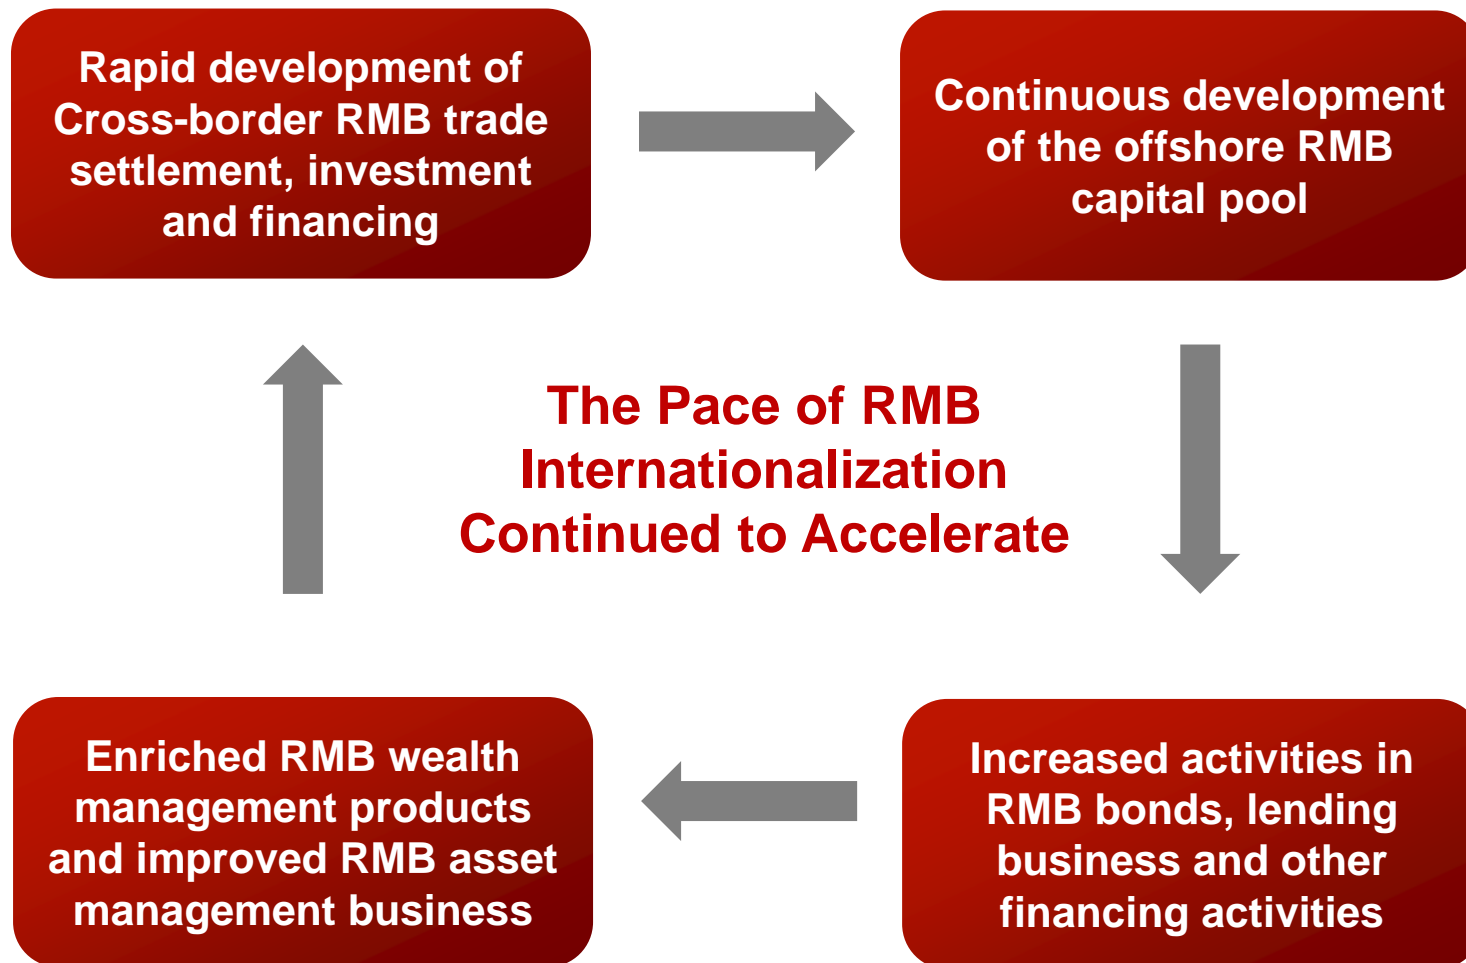 Rapid development of
Cross-border RMB trade
settlement, investment
and financing
Continuous development
of the offshore RMB
capital pool
The Pace of RMB
Internationalization
Continued to Accelerate
Enriched RMB wealth
management products
and improved RMB asset
management business
Increased activities in
RMB bonds, lending
business and other
financing activities